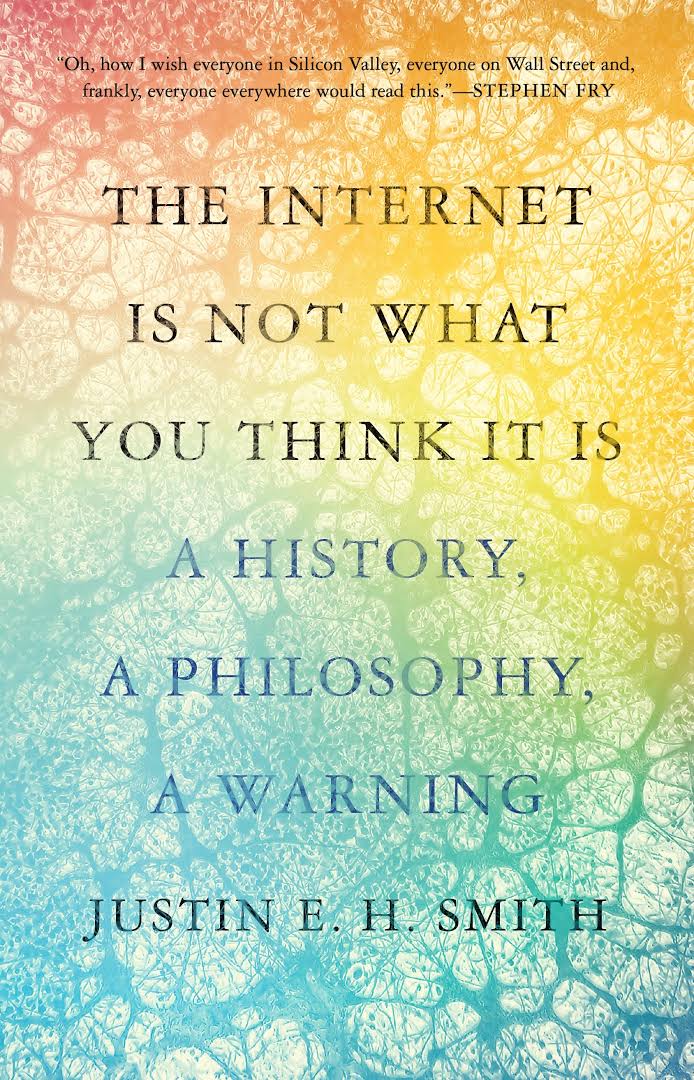 “Oh, how I wish everyone in Silicon Valley, everyone on Wall Street and,
frankly, everyone everywhere would read this.”—STEPHEN FRY
THE INTERNET
IS NOT WHAT
YOU THINK IT IS
A HISTORY,
A PHILOSOPHY,
A WARNING
JUSTIN E. H. SMITH